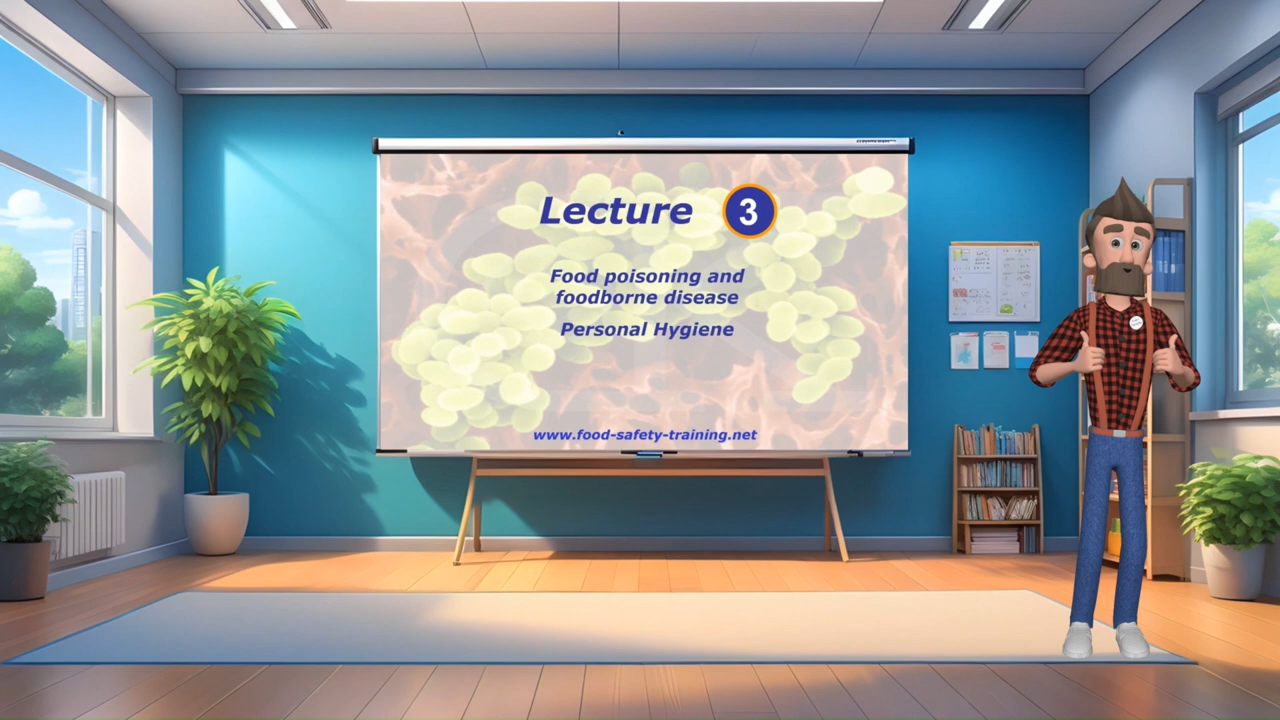 Lecture 3
Food poisoning and
foodborne disease
Personal Hygiene
www.food-safety-training.net